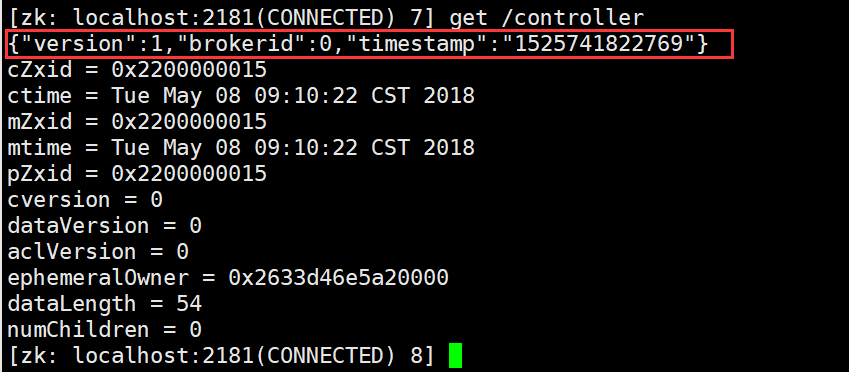 [zk: localhost:2181(CONNECTED) 7] get /controller
{"version":1,"brokerid":0,"timestamp":"1525741822769"}
cZxid = 0x2200000015
ctime = Tue May 08 09:10:22 CST 2018
mZxid = 0x2200000015
mtime = Tue May 08 09:10:22 CST 2018
pZxid = 0x2200000015
cversion = 0
dataVersion = 0
aclVersion = 0
ephemeralOwner = 0x2633d46e5a20000
dataLength = 54
numChildren = 0
[zk: localhost:2181(CONNECTED) 8]